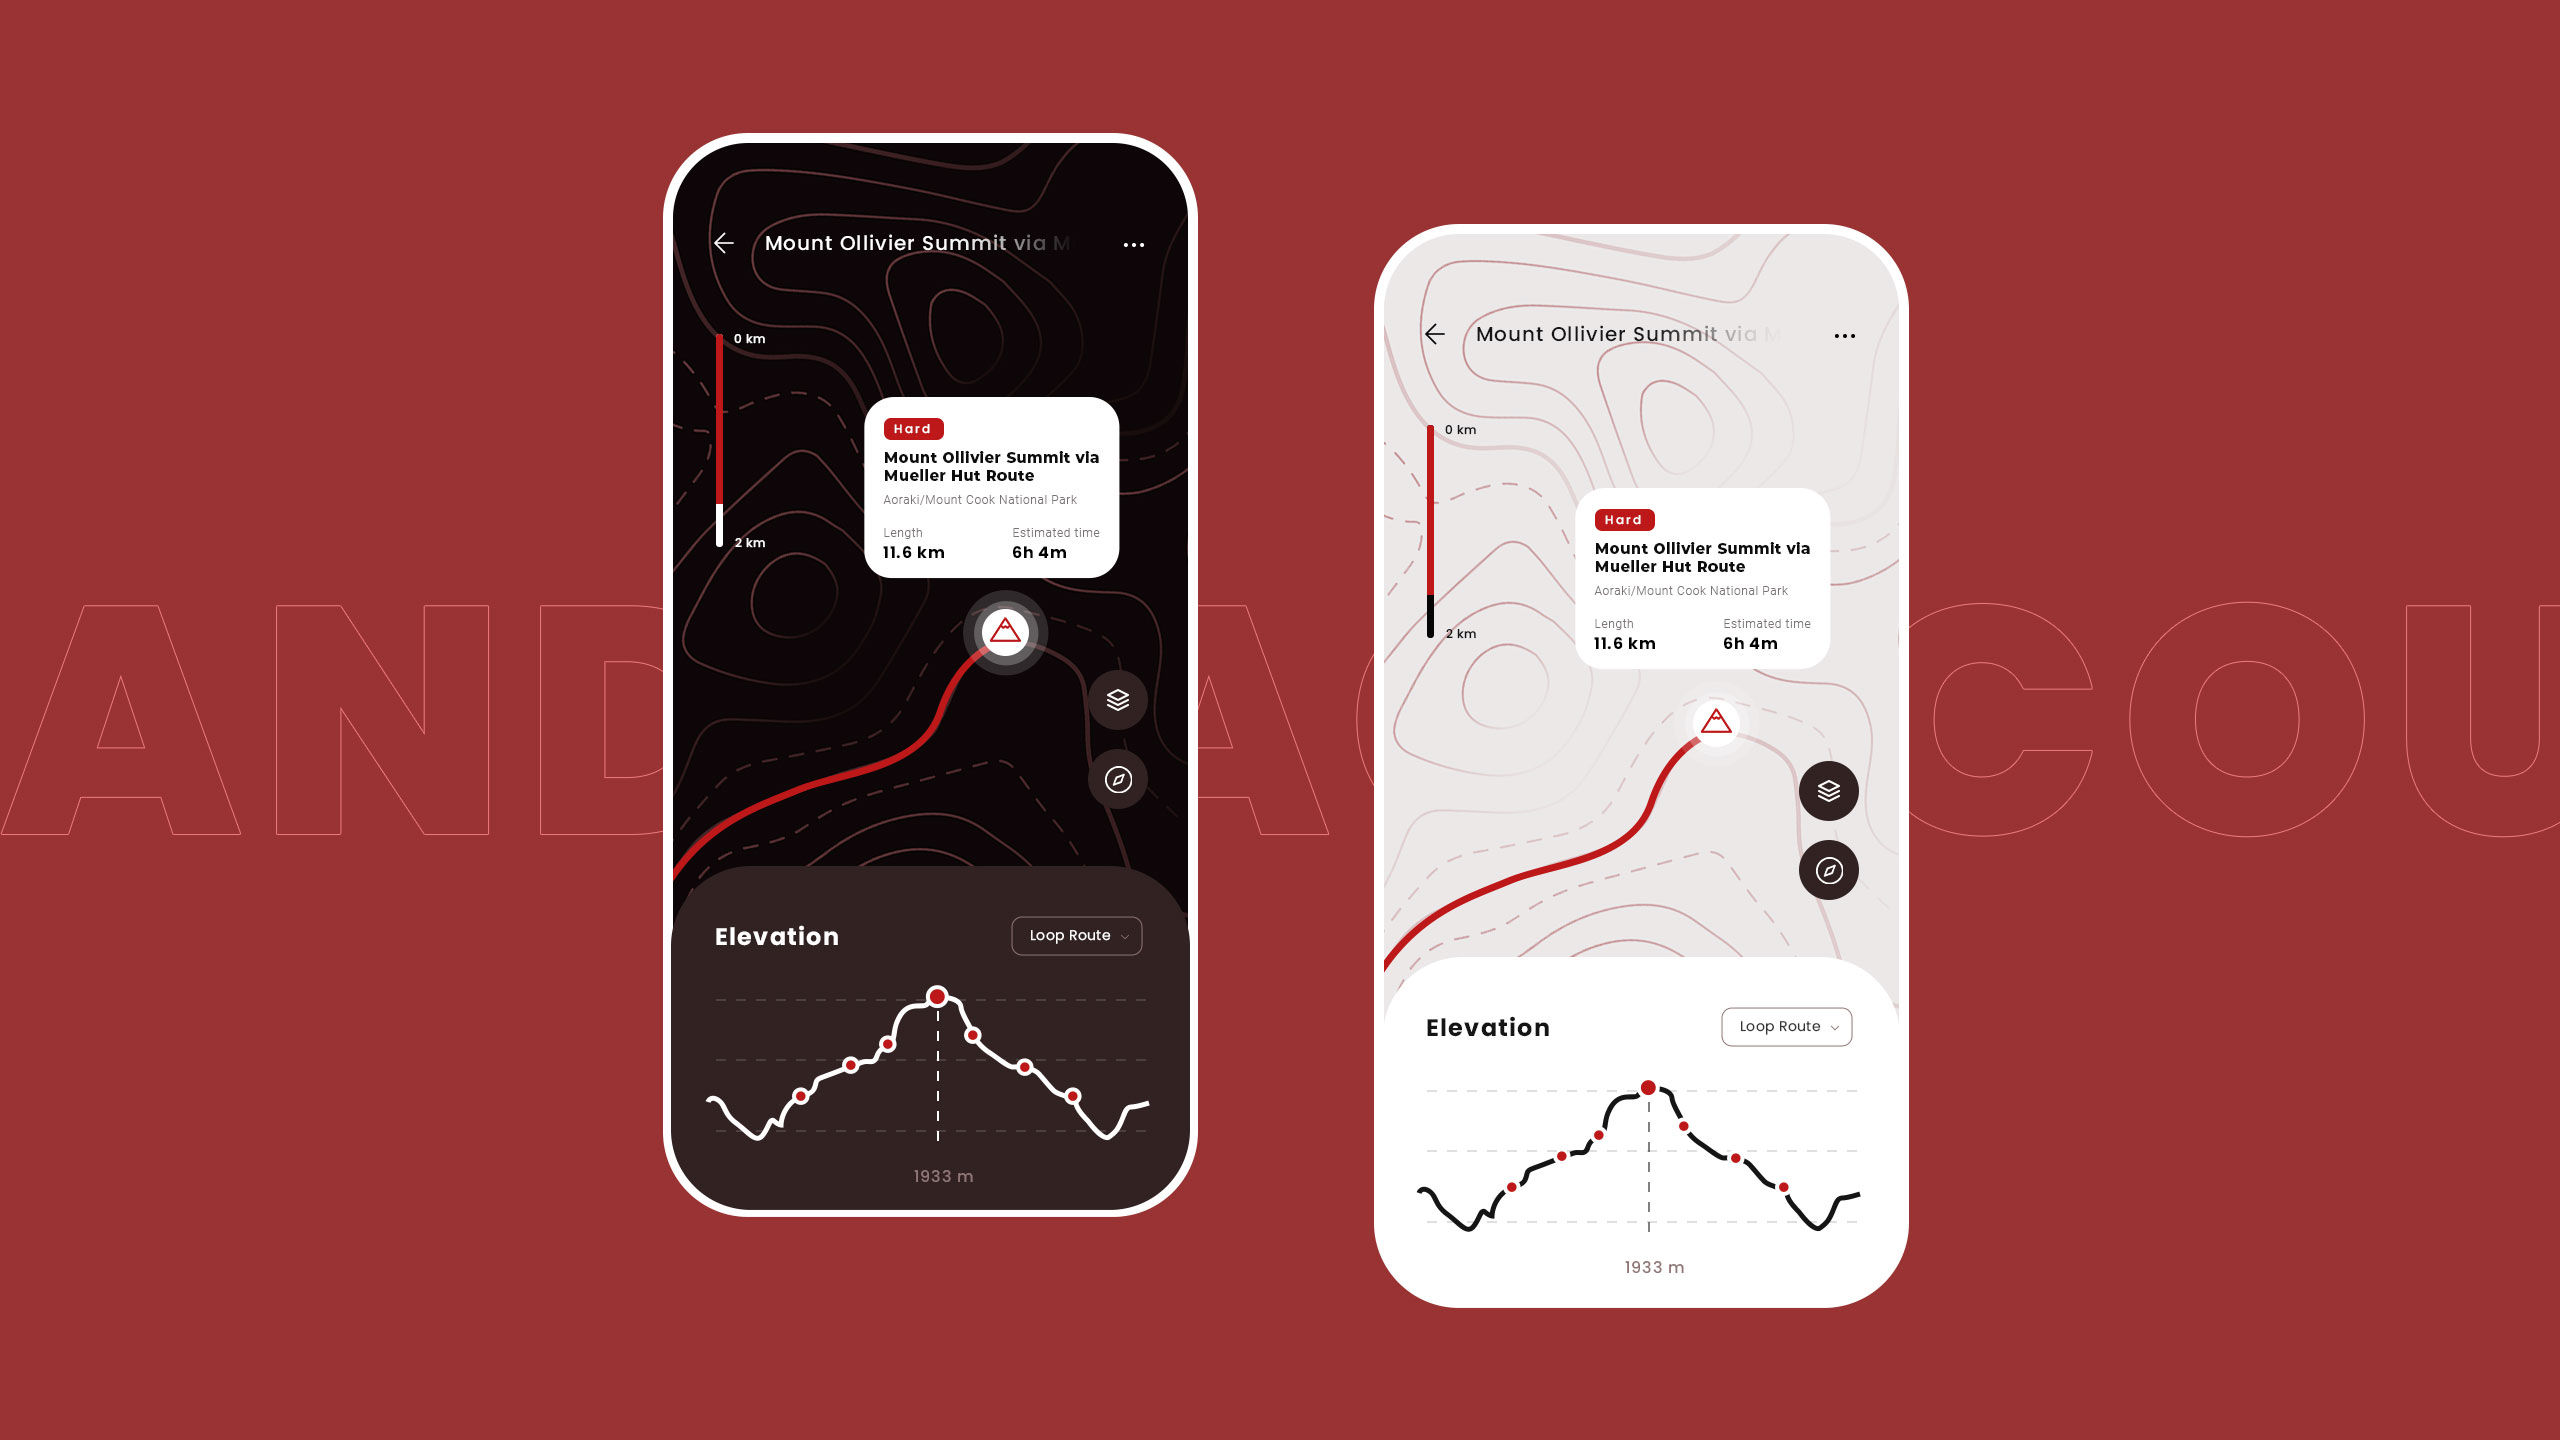 AND A COU
Mount Ollivier Summit via M
0 km
2 km
Hard
Mount Ollivier Summit via
Mueller Hut Route
Aoraki/Mount Cook National Park
Length
Estimated time
11.6 km
6h 4m
Elevation
Loop Route
1933 m
Mount Ollivier Summit via M
0 km
2 km
Hard
Mount Ollivier Summit via
Mueller Hut Route
Aoraki/Mount Cook National Park
Length
Estimated time
11.6 km
6h 4m
Elevation
Loop Route
1933 m